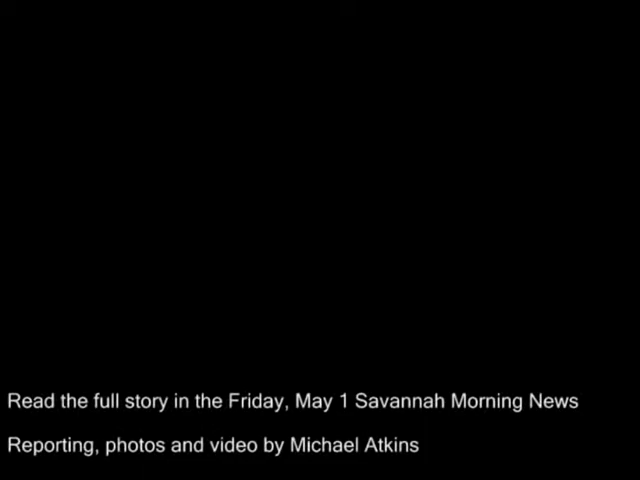 Read the full story in the Friday, May 1 Savannah Morning News
Reporting, photos and video by Michael Atkins